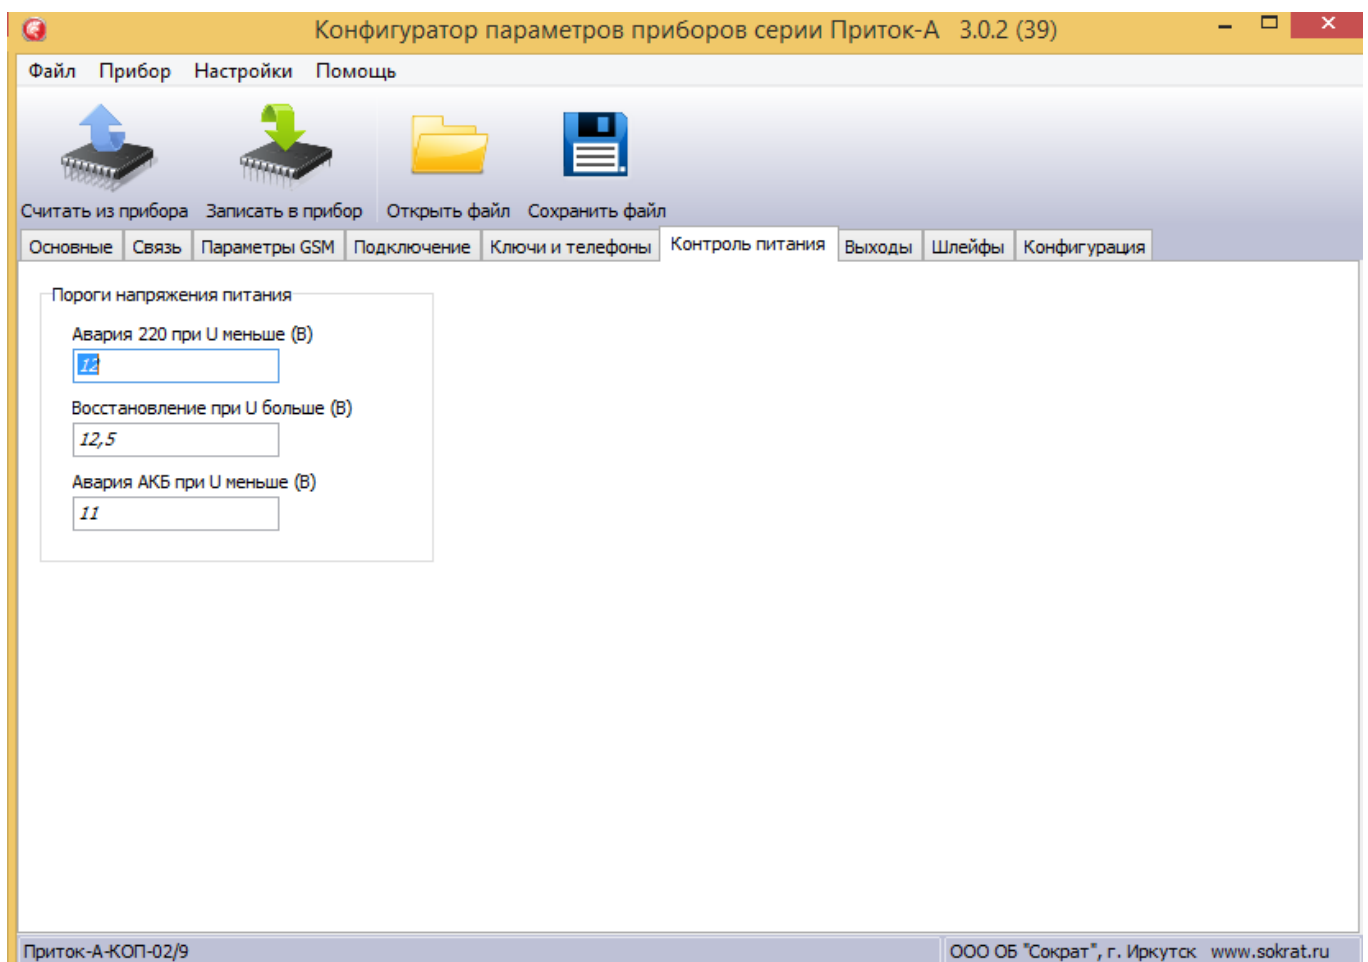 Конфигуратор параметров приборов серии Приток-А 3.0.2 (39)
Файл Прибор Настройки Помощь
Считать из прибора Записать в прибор Открыть файл Сохранить файл
Основные Связь Параметры GSM Подключение Ключи и телефоны Контроль питания Выходы Шлейфы Конфигурация
Пороги напряжения питания
Авария 220 при U меньше (В)
12
Восстановление при U больше (В)
12,5
Авария АКБ при U меньше (В)
11
Приток-А-КОП-02/9 ООО ОБ "Сократ", г. Иркутск www.sokrat.ru